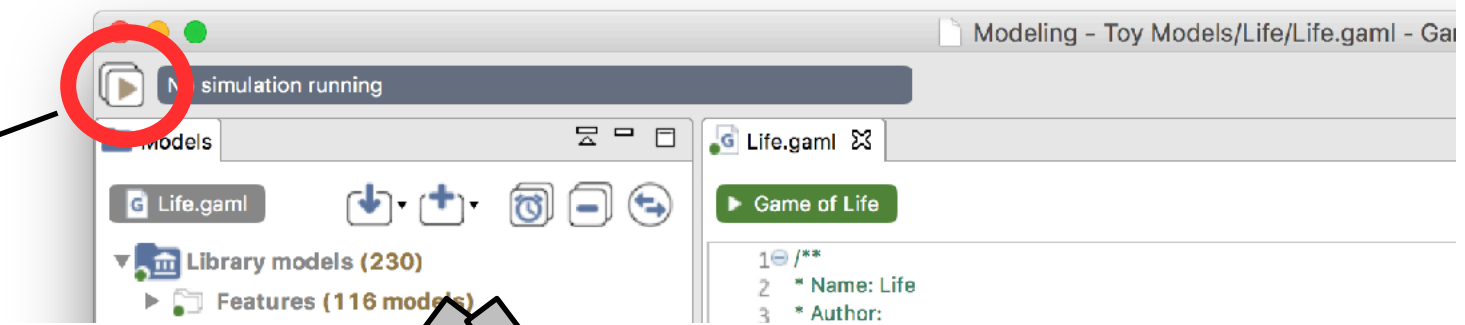 Modeling - Toy Models/Life/Life.gaml - Ga
No simulation running
Models
Life.gaml
Life.gaml
Game of Life
Library models (230)
Features (116 models)
1 /**
2 * Name: Life
3 * Author: